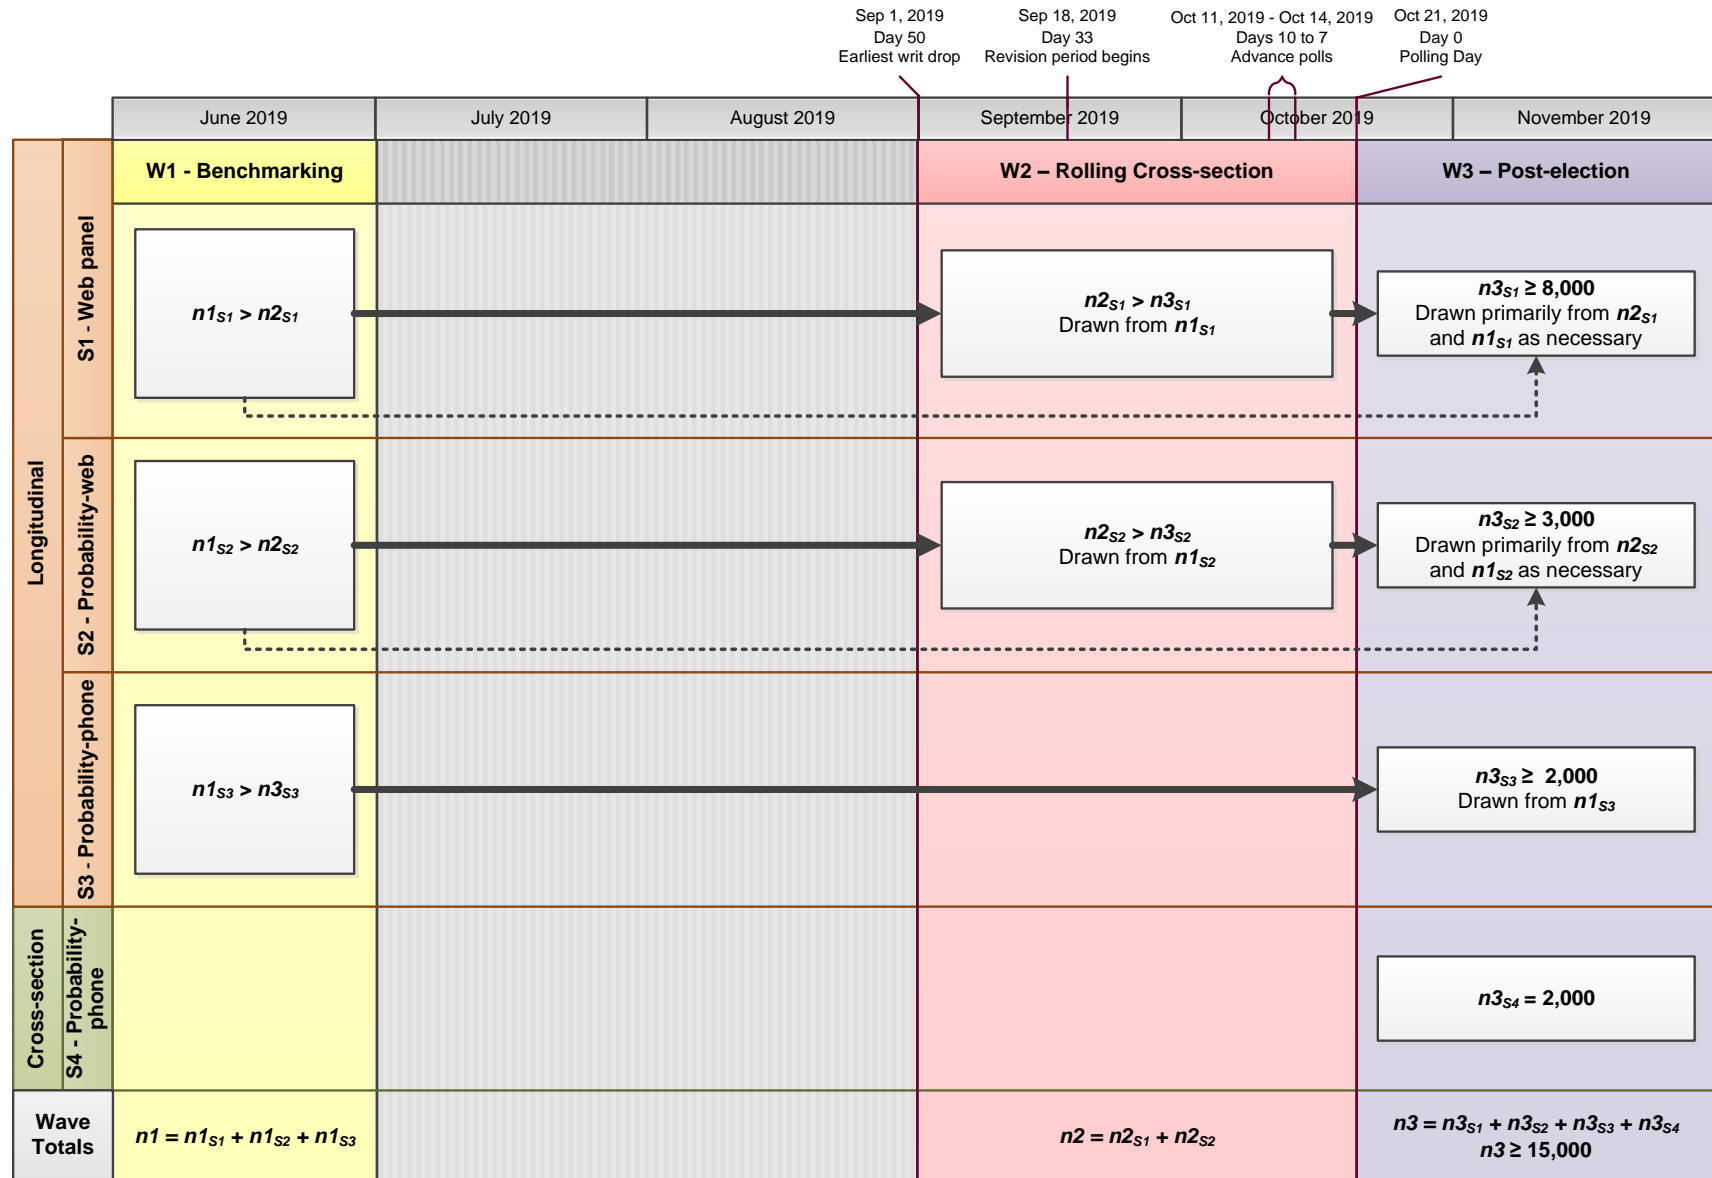 Sep 1, 2019
Day 50
Earliest writ drop
Sep 18, 2019
Day 33
Revision period begins
Oct 11, 2019 - Oct 14, 2019
Days 10 to 7
Advance polls
Oct 21, 2019
Day 0
Polling Day
June 2019
July 2019
August 2019
September 2019
October 2019
November 2019
W1 - Benchmarking
W2 – Rolling Cross-section
W3 – Post-election
Longitudinal
S1 - Web panel
n1S1 > n2S1
n2S1 > n3S1
Drawn from n1S1
n3S1 ≥ 8,000
Drawn primarily from n2S1
and n1S1 as necessary
S2 - Probability-web
n1S2 > n2S2
n2S2 > n3S2
Drawn from n1S2
n3S2 ≥ 3,000
Drawn primarily from n2S2
and n1S2 as necessary
S3 - Probability-phone
n1S3 > n3S3
n3S3 ≥ 2,000
Drawn from n1S3
Cross-section
S4 - Probability-
phone
n3S4 = 2,000
Wave
Totals
n1 = n1S1 + n1S2 + n1S3
n2 = n2S1 + n2S2
n3 = n3S1 + n3S2 + n3S3 + n3S4
n3 ≥ 15,000